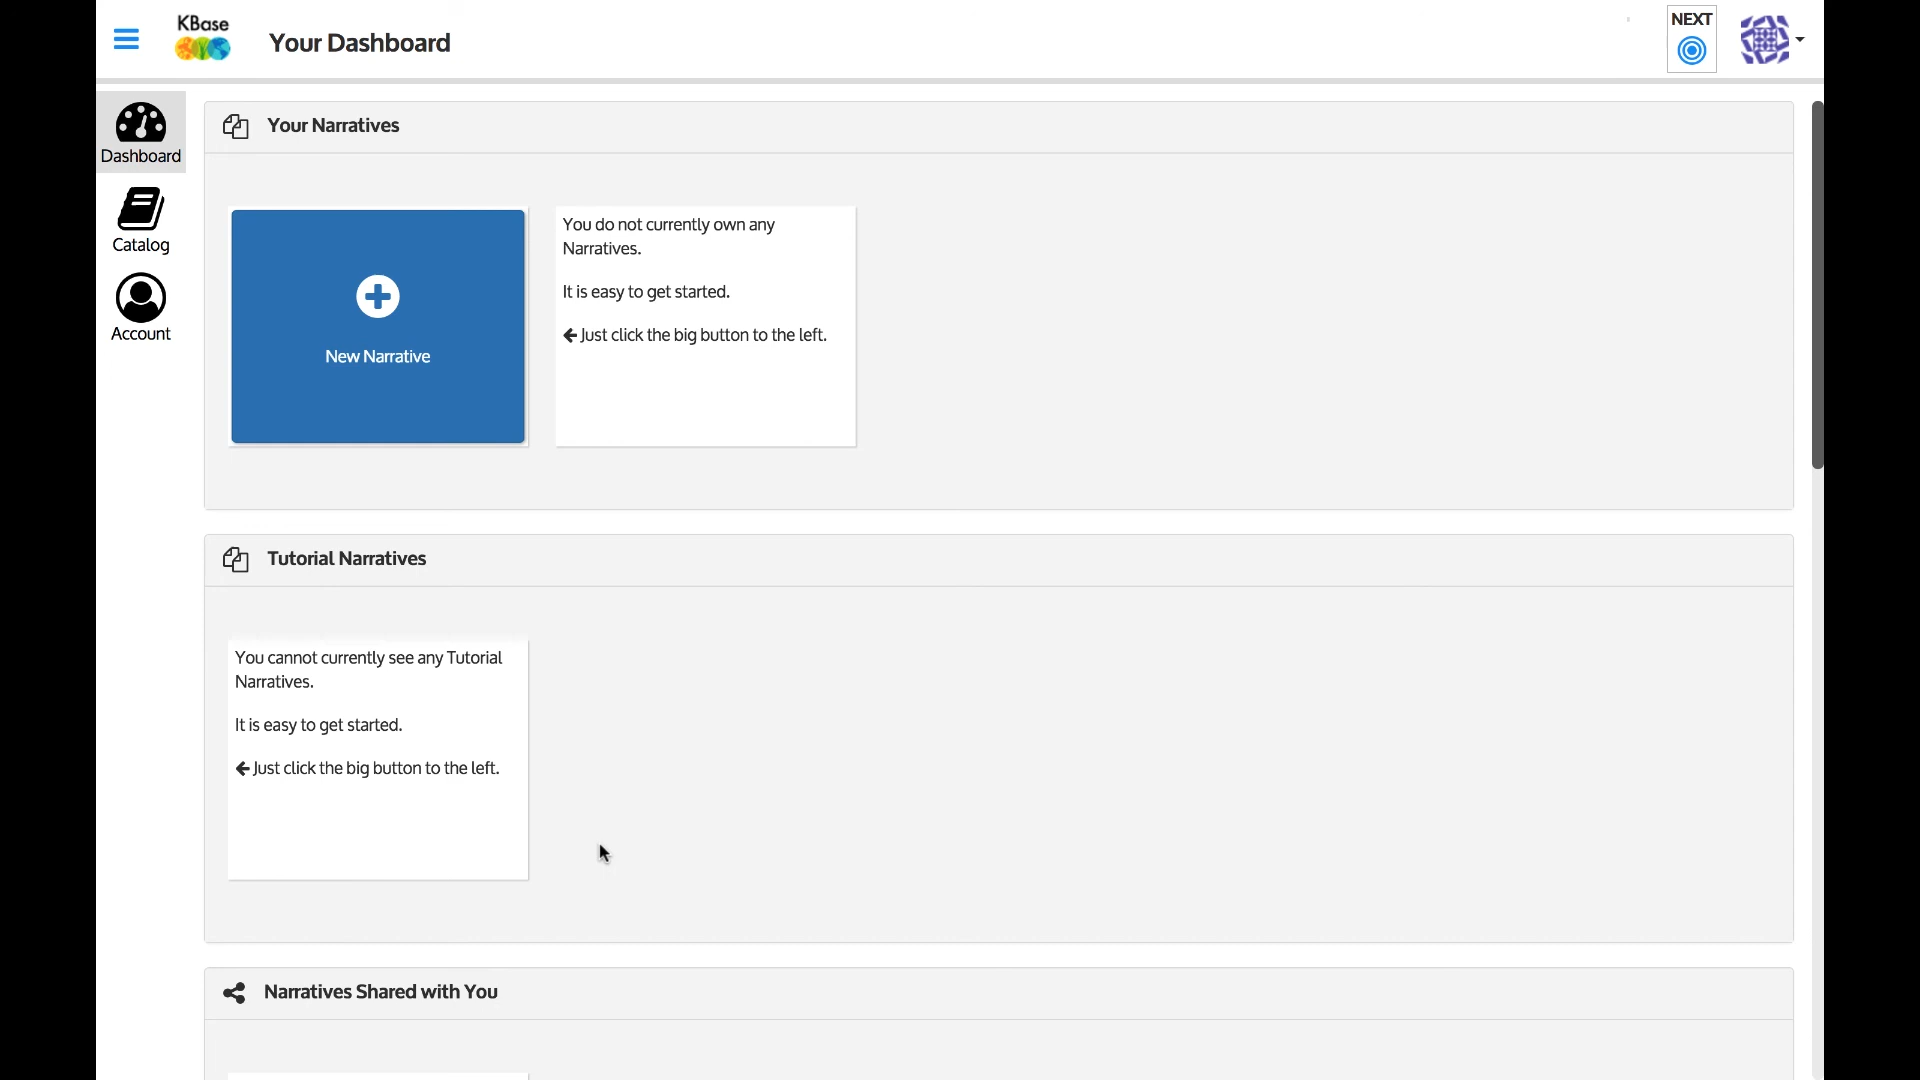 KBase
Your Dashboard
NEXT
Dashboard
Catalog
Account
Your Narratives
New Narrative
You do not currently own any
Narratives.
It is easy to get started.
Just click the big button to the left.
Tutorial Narratives
You cannot currently see any Tutorial
Narratives.
It is easy to get started.
Just click the big button to the left.
Narratives Shared with You